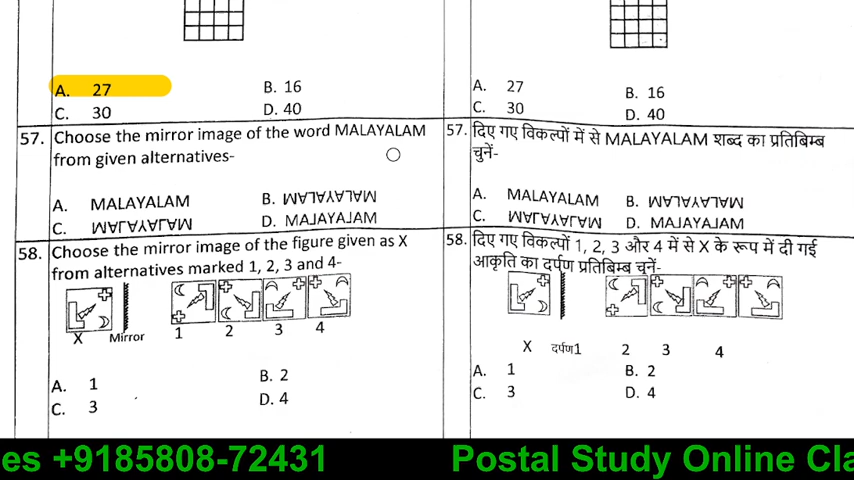 A. 27
B. 16
C. 30
D. 40
57. Choose the mirror image of the word MALAYALAM
from given alternatives-
A. MALAYALAM
D. MAJAYAJAM
58. Choose the mirror image of the figure given as X
from alternatives marked 1, 2, 3 and 4-
X Mirror 1 2 3 4
A. 1
B. 2
C. 3
D. 4
A. 27
B. 16
C. 30
D. 40
57. दिए गए विकल्पों में से MALAYALAM शब्द का प्रतिबिम्ब
चुनें-
A. MALAYALAM
D. MAJAYAJAM
58. दिए गए विकल्पों 1, 2, 3 और 4 में से X के रूप में दी गई
आकृति का दर्पण प्रतिबिम्ब चुनें-
X दर्पण1 2 3 4
A. 1
B. 2
C. 3
D. 4
es +9185808-72431 Postal Study Online Cla